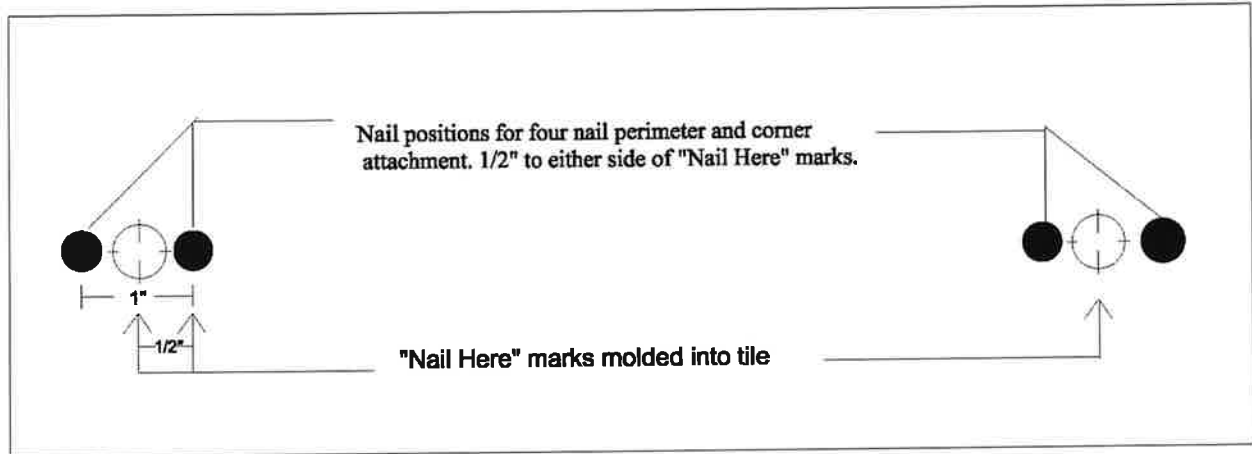 Nail positions for four nail perimeter and corner
attachment. 1/2" to either side of "Nail Here" marks.
1"
1/2"
"Nail Here" marks molded into tile